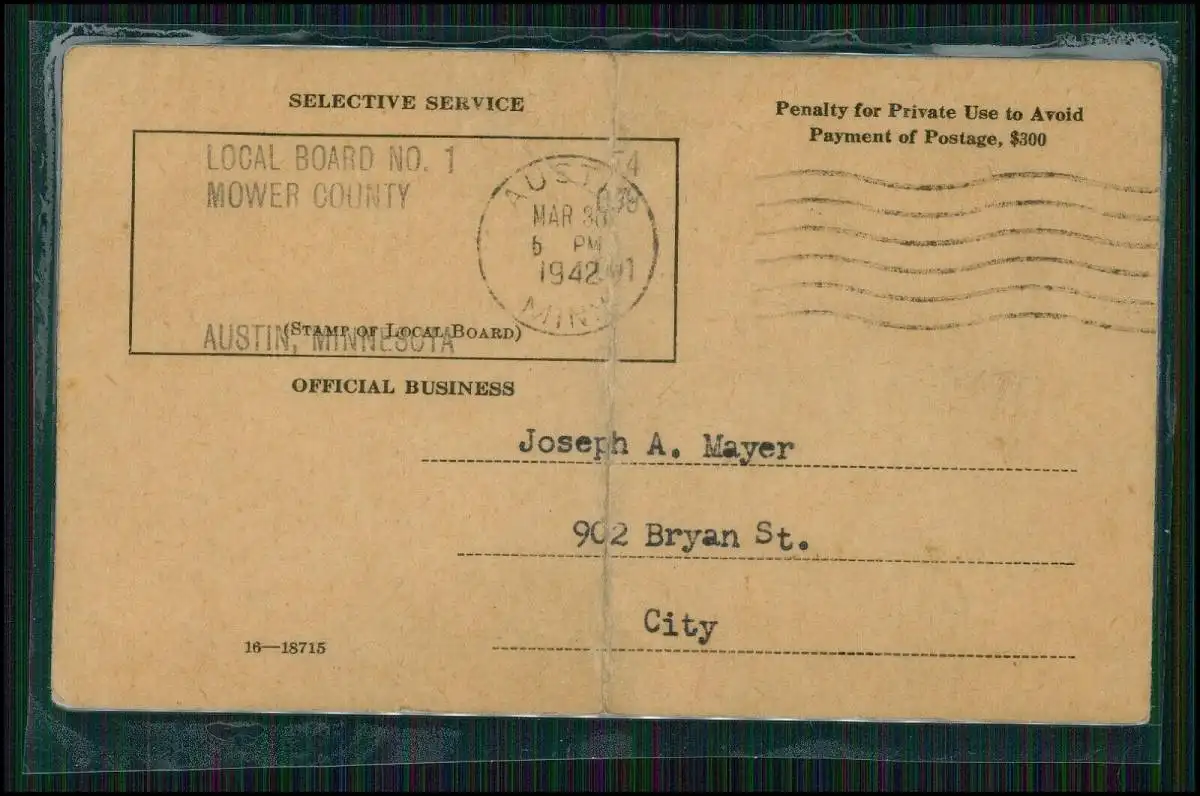 SELECTIVE SERVICE
Penalty for Private Use to Avoid
Payment of Postage, $300
LOCAL BOARD NO. 1
MOWER COUNTY
AUSTIN, MINNESOTA
(STAMP OF LOCAL BOARD)
AUSTIN
MAR 30
5 PM
1942
MINN
OFFICIAL BUSINESS
Joseph A. Mayer
902 Bryan St.
City
16—18715